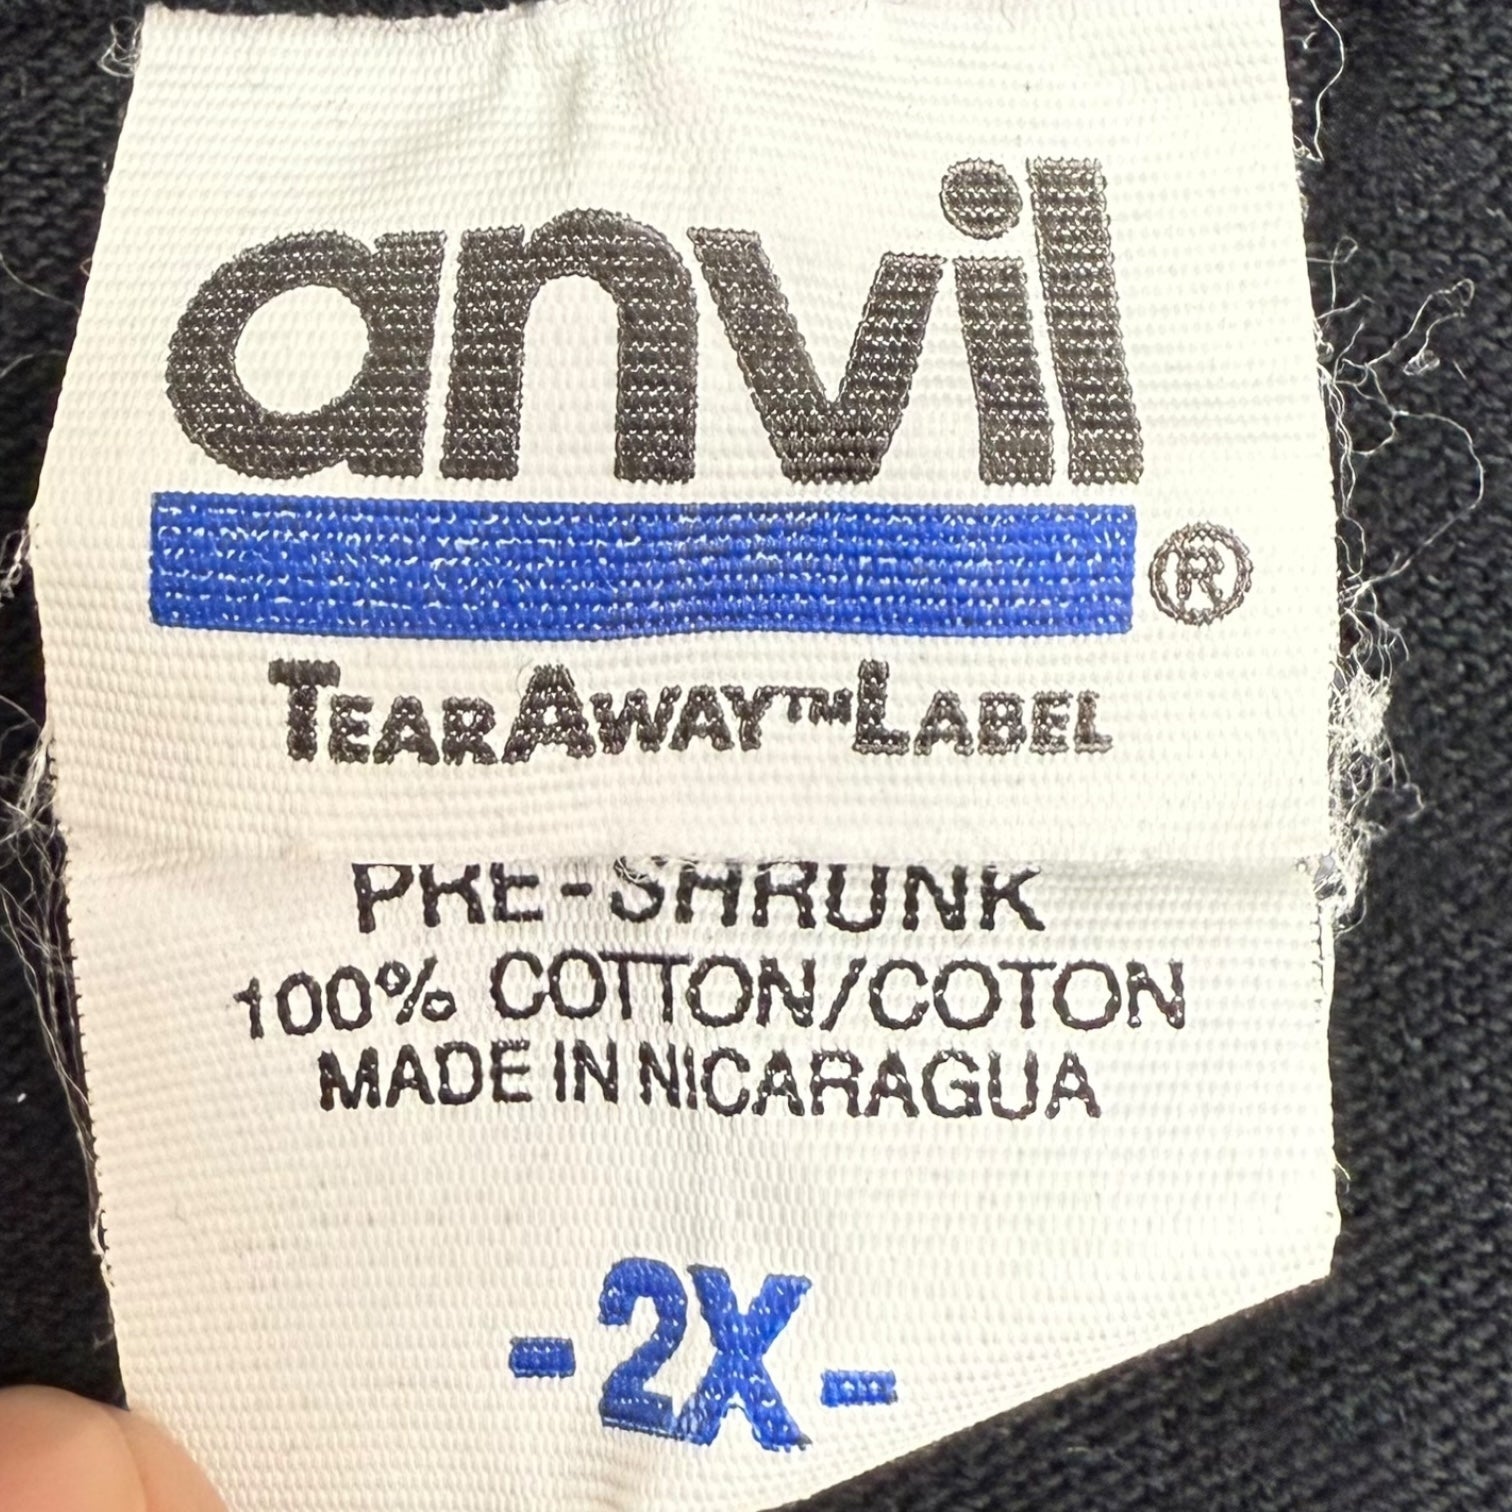 anvil
®
TEARAWAY™LABEL
PRE-SHRUNK
100% COTTON/COTON
MADE IN NICARAGUA
-2X-